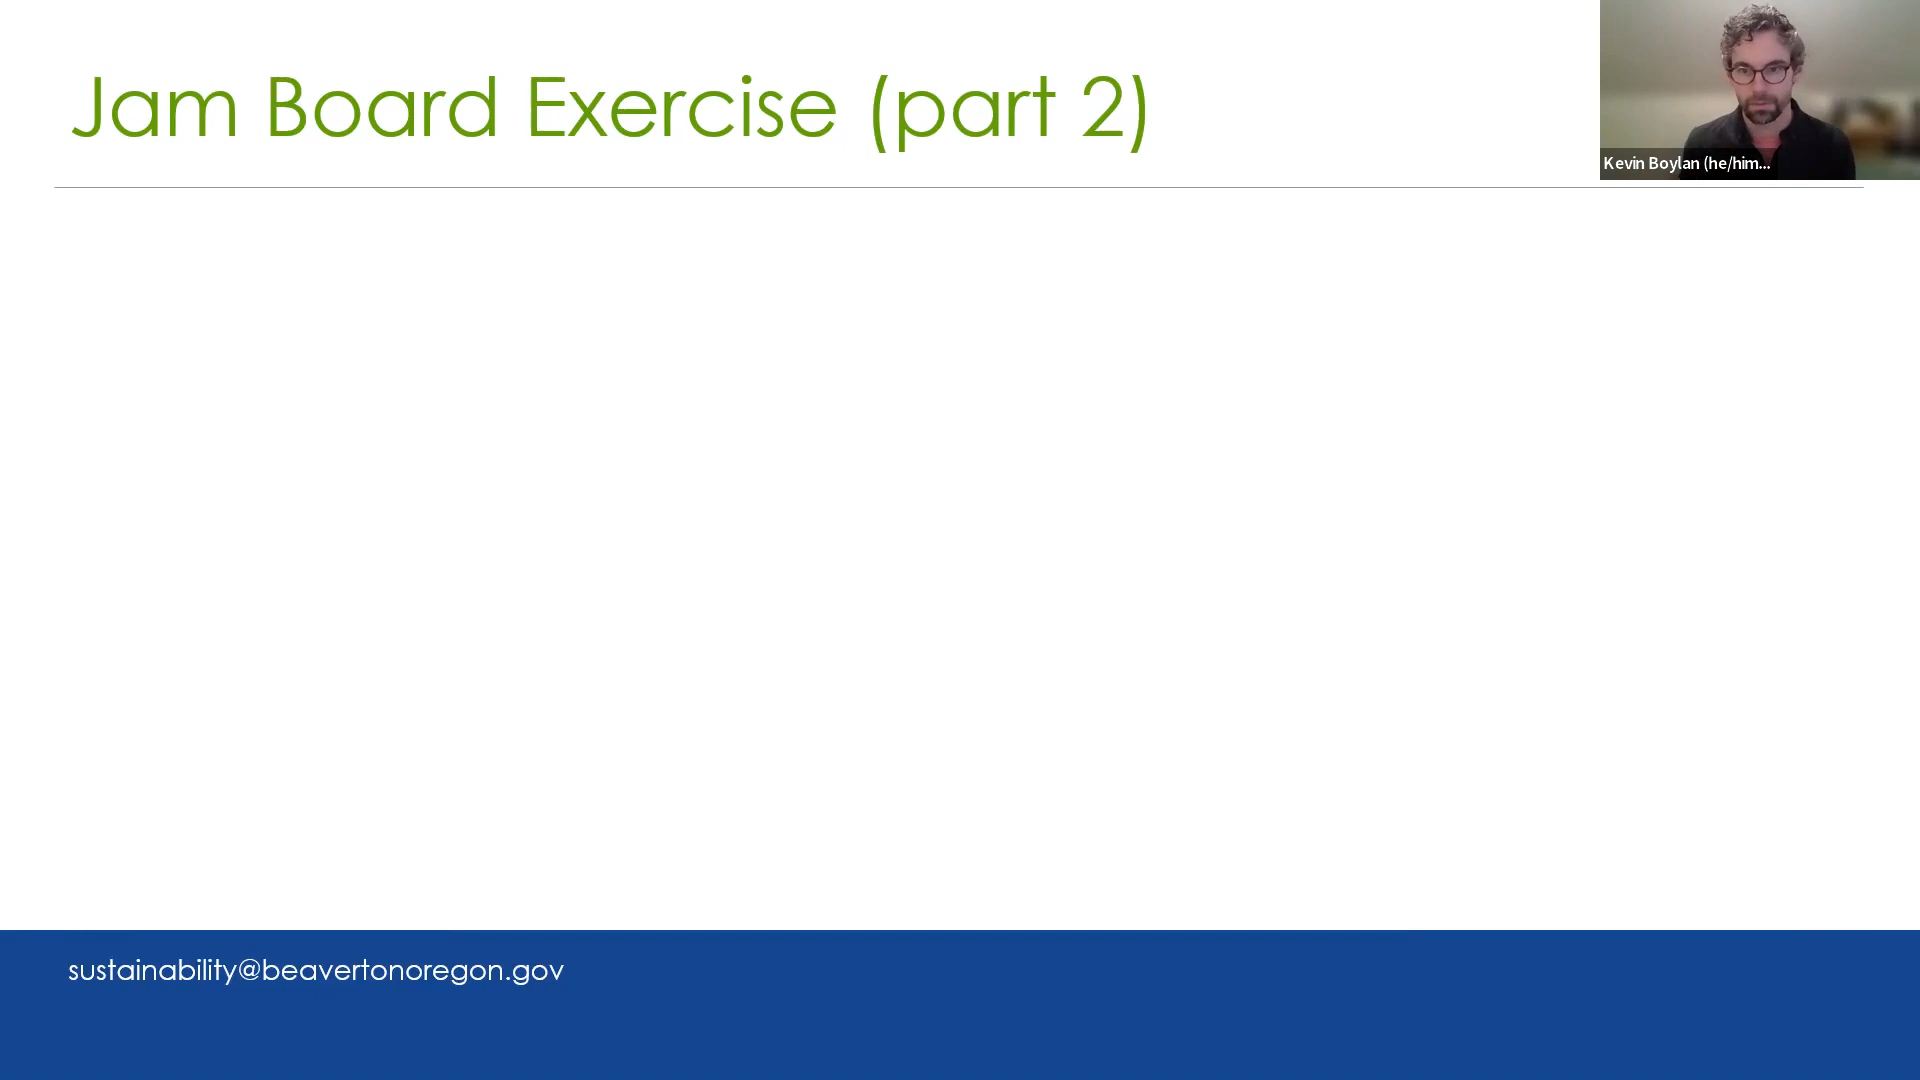 Jam Board Exercise (part 2)
Kevin Boylan (he/him...
sustainability@beavertonoregon.gov